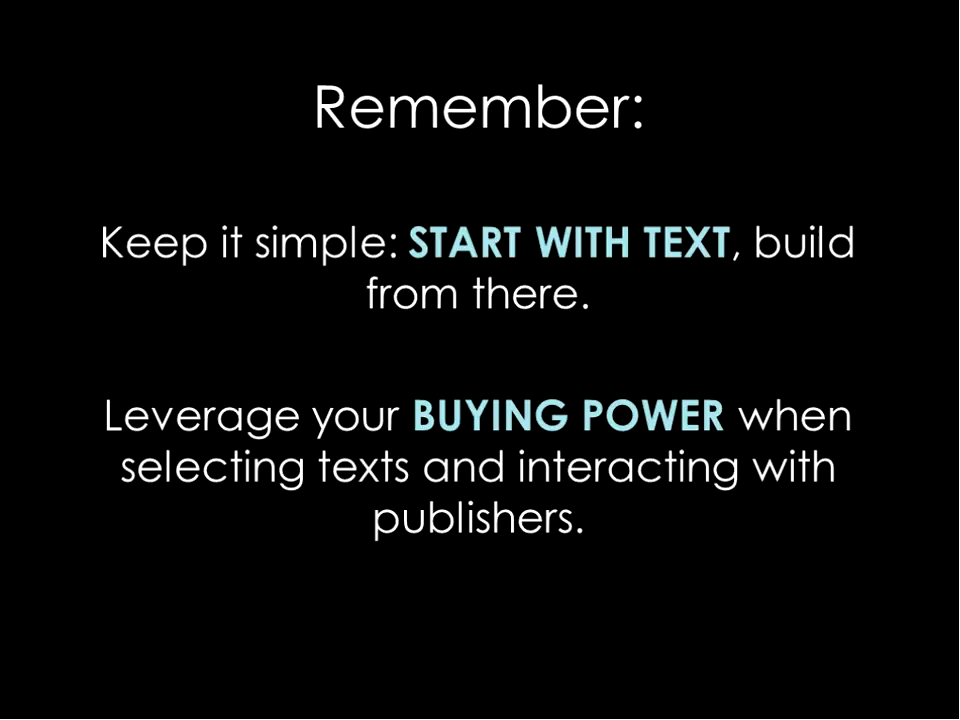 Remember:
Keep it simple: START WITH TEXT, build
from there.
Leverage your BUYING POWER when
selecting texts and interacting with
publishers.